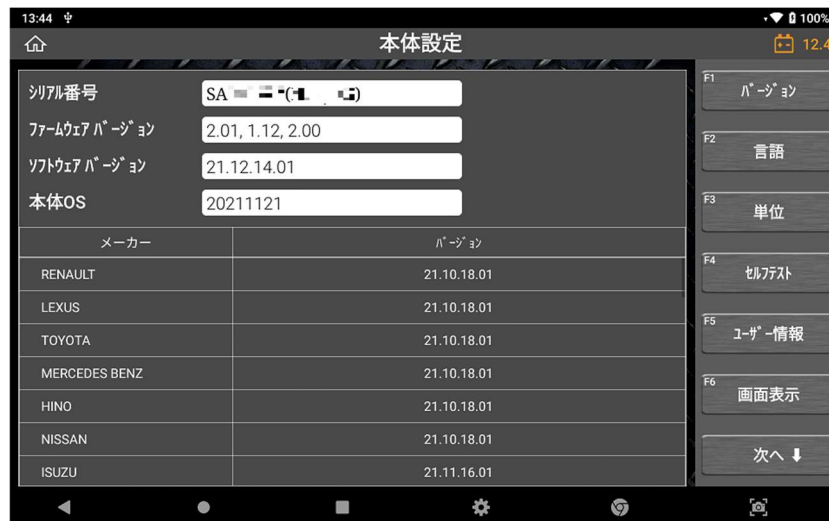 13:44
100%
本体設定
12.4
ｼﾘｱﾙ番号
SA
ﾌｧｰﾑｳｪｱ ﾊﾞｰｼﾞｮﾝ
2.01, 1.12, 2.00
ｿﾌﾄｳｪｱ ﾊﾞｰｼﾞｮﾝ
21.12.14.01
本体OS
20211121
メーカー
ﾊﾞｰｼﾞｮﾝ
RENAULT
21.10.18.01
LEXUS
21.10.18.01
TOYOTA
21.10.18.01
MERCEDES BENZ
21.10.18.01
HINO
21.10.18.01
NISSAN
21.10.18.01
ISUZU
21.11.16.01
F1
ﾊﾞｰｼﾞｮﾝ
F2
言語
F3
単位
F4
ｾﾙﾌﾃｽﾄ
F5
ﾕｰｻﾞｰ情報
F6
画面表示
次へ ⬇